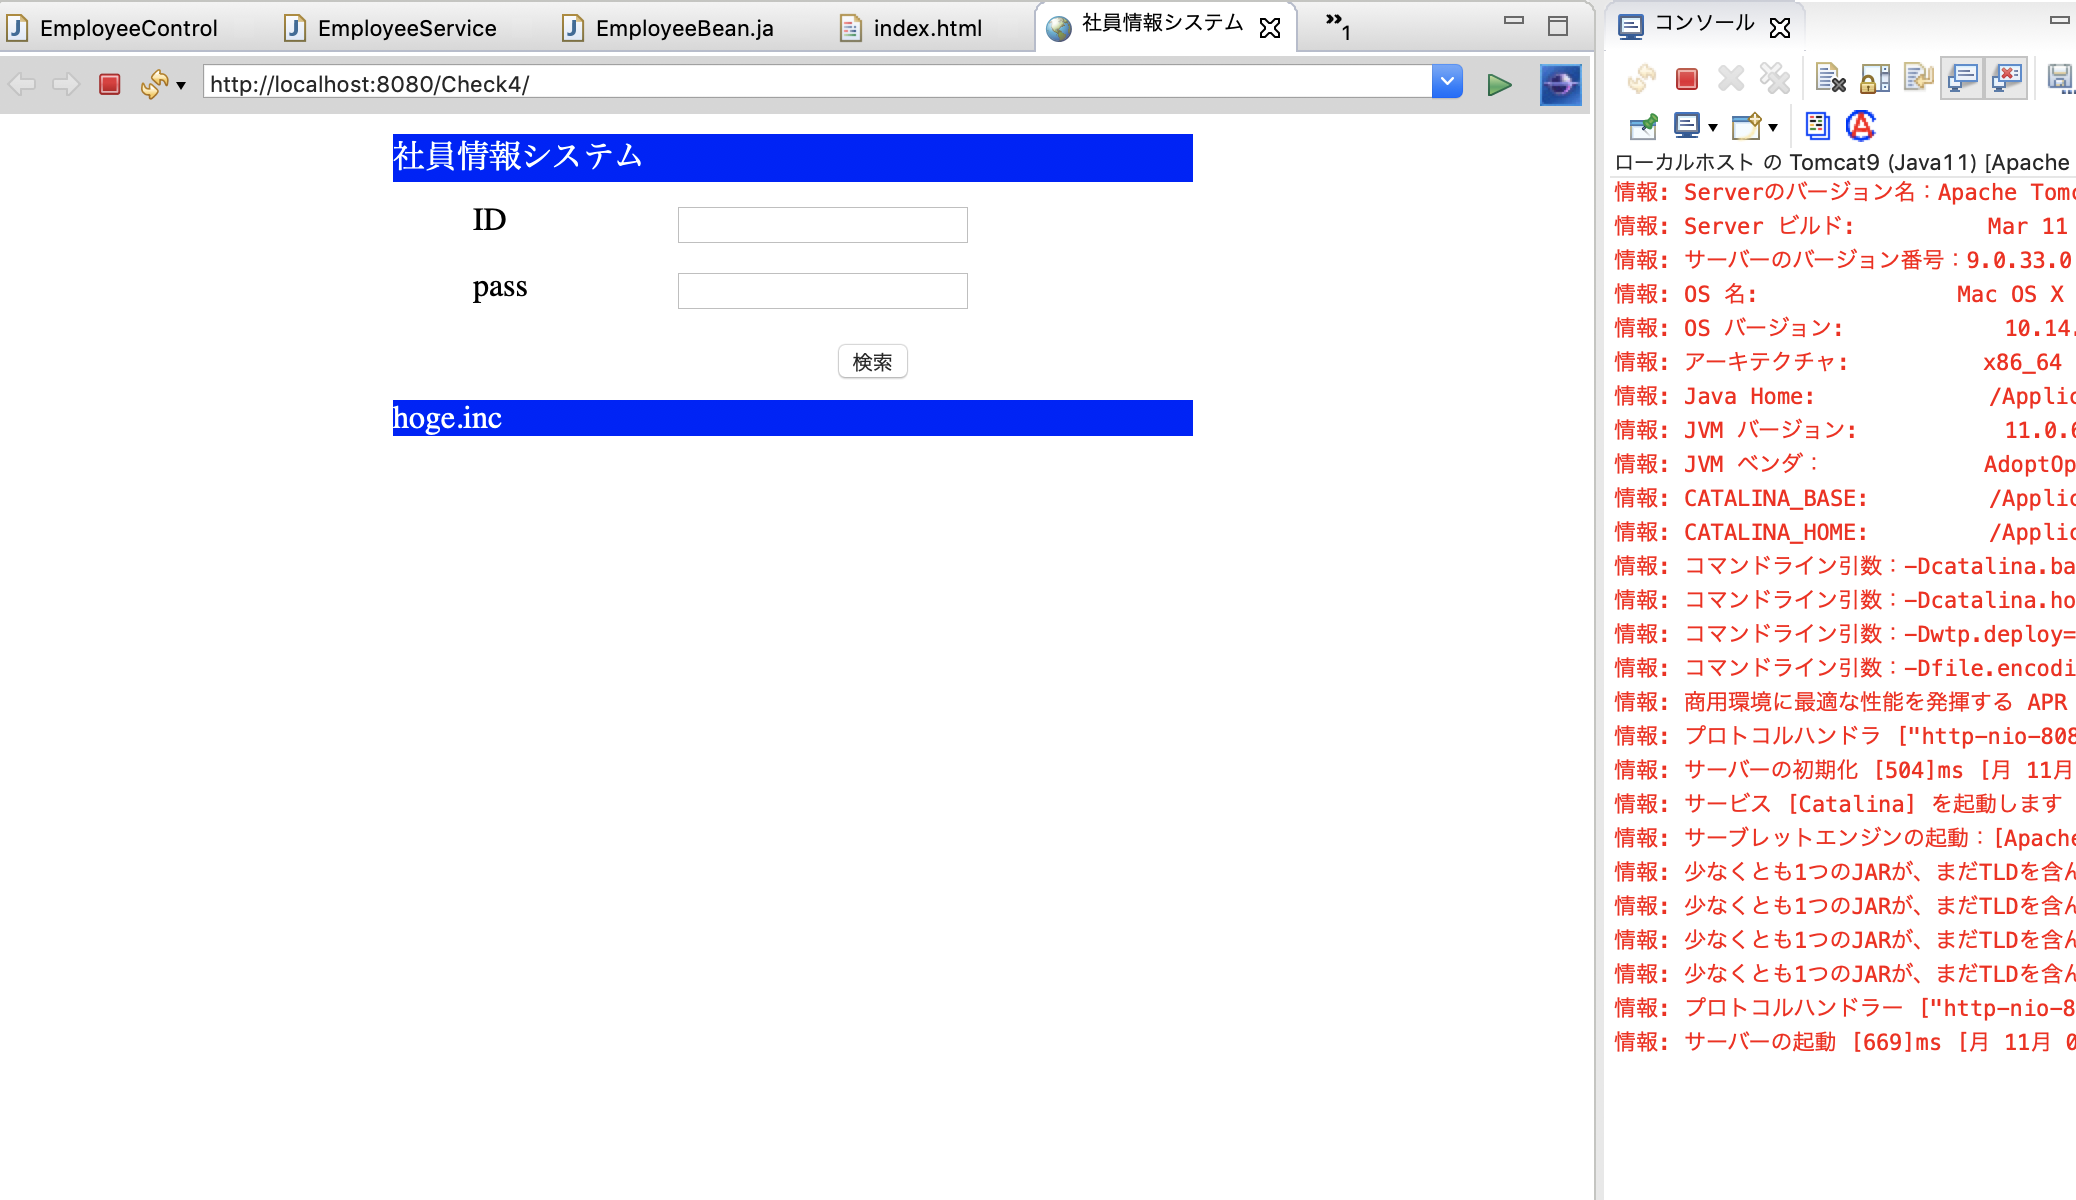 EmployeeControl
EmployeeService
EmployeeBean.ja
index.html
社員情報システム
»1
http://localhost:8080/Check4/
社員情報システム
ID
pass
検索
hoge.inc
コンソール
ローカルホスト の Tomcat9 (Java11) [Apache
情報: Serverのバージョン名：Apache Tomc
情報: Server ビルド: Mar 11
情報: サーバーのバージョン番号：9.0.33.0
情報: OS 名: Mac OS X
情報: OS バージョン: 10.14.
情報: アーキテクチャ: x86_64
情報: Java Home: /Applic
情報: JVM バージョン: 11.0.6
情報: JVM ベンダ： AdoptOp
情報: CATALINA_BASE: /Applic
情報: CATALINA_HOME: /Applic
情報: コマンドライン引数：-Dcatalina.ba
情報: コマンドライン引数：-Dcatalina.ho
情報: コマンドライン引数：-Dwtp.deploy=
情報: コマンドライン引数：-Dfile.encodi
情報: 商用環境に最適な性能を発揮する APR
情報: プロトコルハンドラ ["http-nio-808
情報: サーバーの初期化 [504]ms [月 11月
情報: サービス [Catalina] を起動します
情報: サーブレットエンジンの起動：[Apache
情報: 少なくとも1つのJARが、まだTLDを含ん
情報: 少なくとも1つのJARが、まだTLDを含ん
情報: 少なくとも1つのJARが、まだTLDを含ん
情報: 少なくとも1つのJARが、まだTLDを含ん
情報: プロトコルハンドラー ["http-nio-8
情報: サーバーの起動 [669]ms [月 11月 0